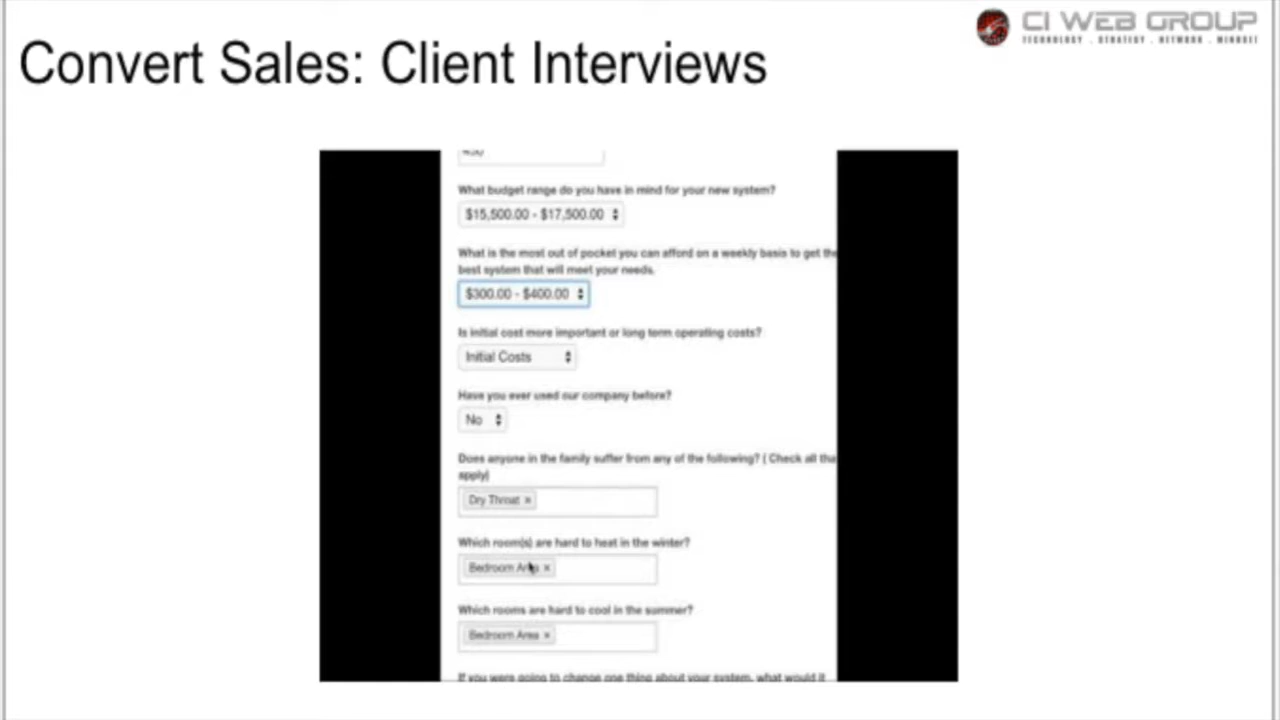 CI WEB GROUP
TECHNOLOGY . STRATEGY . NETWORK . MINDSET
Convert Sales: Client Interviews
What budget range do you have in mind for your new system?
$15,500.00 - $17,500.00
What is the most out of pocket you can afford on a weekly basis to get the
best system that will meet your needs.
$300.00 - $400.00
Is initial cost more important or long term operating costs?
Initial Costs
Have you ever used our company before?
No
Does anyone in the family suffer from any of the following? ( Check all tha
apply)
Dry Throat ×
Which room(s) are hard to heat in the winter?
Bedroom Area ×
Which rooms are hard to cool in the summer?
Bedroom Area ×
If you were going to change one thing about your system, what would it